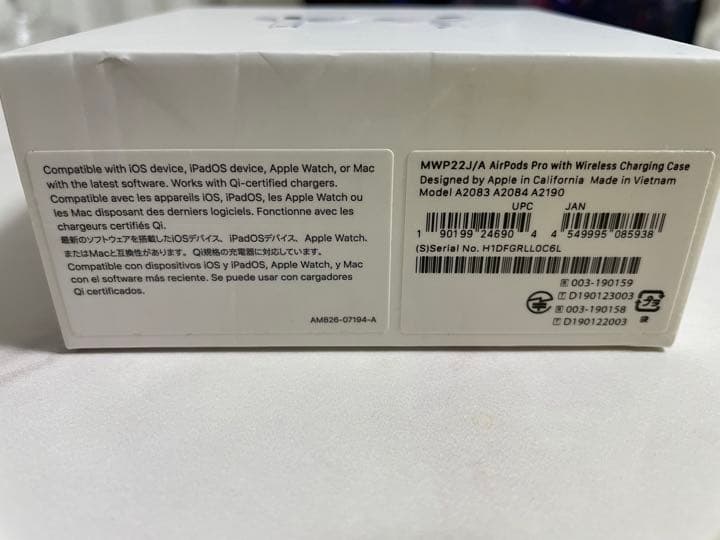 Compatible with iOS device, iPadOS device, Apple Watch, or Mac
with the latest software. Works with Qi-certified chargers.
Compatible avec les appareils iOS, iPadOS, les Apple Watch ou
les Mac disposant des derniers logiciels. Fonctionne avec les
chargeurs certifiés Qi.
最新のソフトウェアを搭載したiOSデバイス、iPadOSデバイス、Apple Watch、
またはMacと互換性があります。Qi規格の充電器に対応しています。
Compatible con dispositivos iOS y iPadOS, Apple Watch, y Mac
con el software más reciente. Se puede usar con cargadores
Qi certificados.
AM826-07194-A
MWP22J/A AirPods Pro with Wireless Charging Case
Designed by Apple in California Made in Vietnam
Model A2083 A2084 A2190
UPC JAN
1 90199 24690 4 4 549995 085938
(S)Serial No. H1DFGRLL0C6L
R 003-190159
T D190123003
R 003-190158
T D190122003
プラ
袋